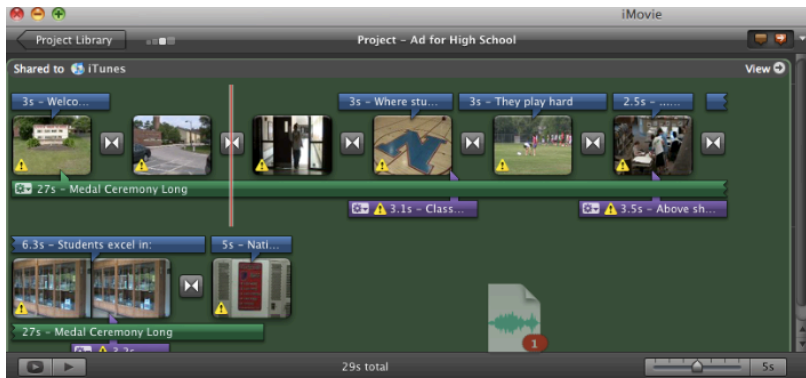 iMovie
Project Library
Project - Ad for High School
Shared to iTunes
View
3s - Welco...
3s - Where stu...
3s - They play hard
2.5s - ......
27s - Medal Ceremony Long
3.1s - Class...
3.5s - Above sh...
6.3s - Students excel in:
5s - Nati...
27s - Medal Ceremony Long
1
29s total
5s